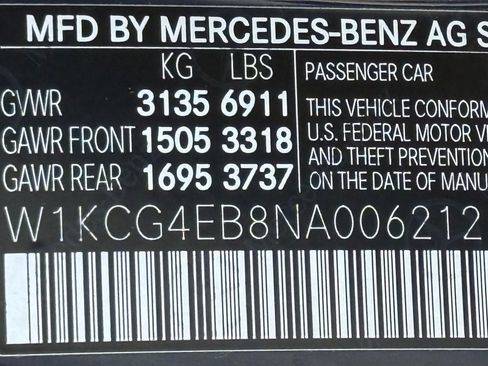 MFD BY MERCEDES-BENZ AG S
KG LBS
GVWR 3135 6911
GAWR FRONT 1505 3318
GAWR REAR 1695 3737
PASSENGER CAR
THIS VEHICLE CONFORM
U.S. FEDERAL MOTOR VE
AND THEFT PREVENTION
ON THE DATE OF MANU
W1KCG4EB8NA006212